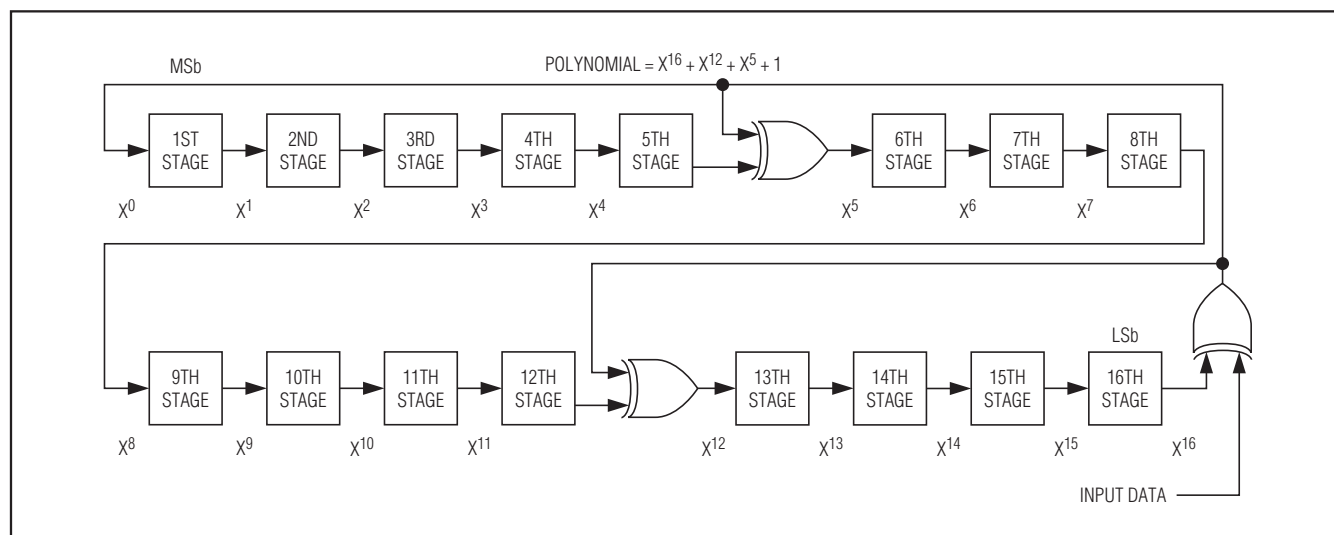 MSb
POLYNOMIAL = X¹⁶ + X¹² + X⁵ + 1
1ST
STAGE
2ND
STAGE
3RD
STAGE
4TH
STAGE
5TH
STAGE
6TH
STAGE
7TH
STAGE
8TH
STAGE
X⁰
X¹
X²
X³
X⁴
X⁵
X⁶
X⁷
LSb
9TH
STAGE
10TH
STAGE
11TH
STAGE
12TH
STAGE
13TH
STAGE
14TH
STAGE
15TH
STAGE
16TH
STAGE
X⁸
X⁹
X¹⁰
X¹¹
X¹²
X¹³
X¹⁴
X¹⁵
X¹⁶
INPUT DATA